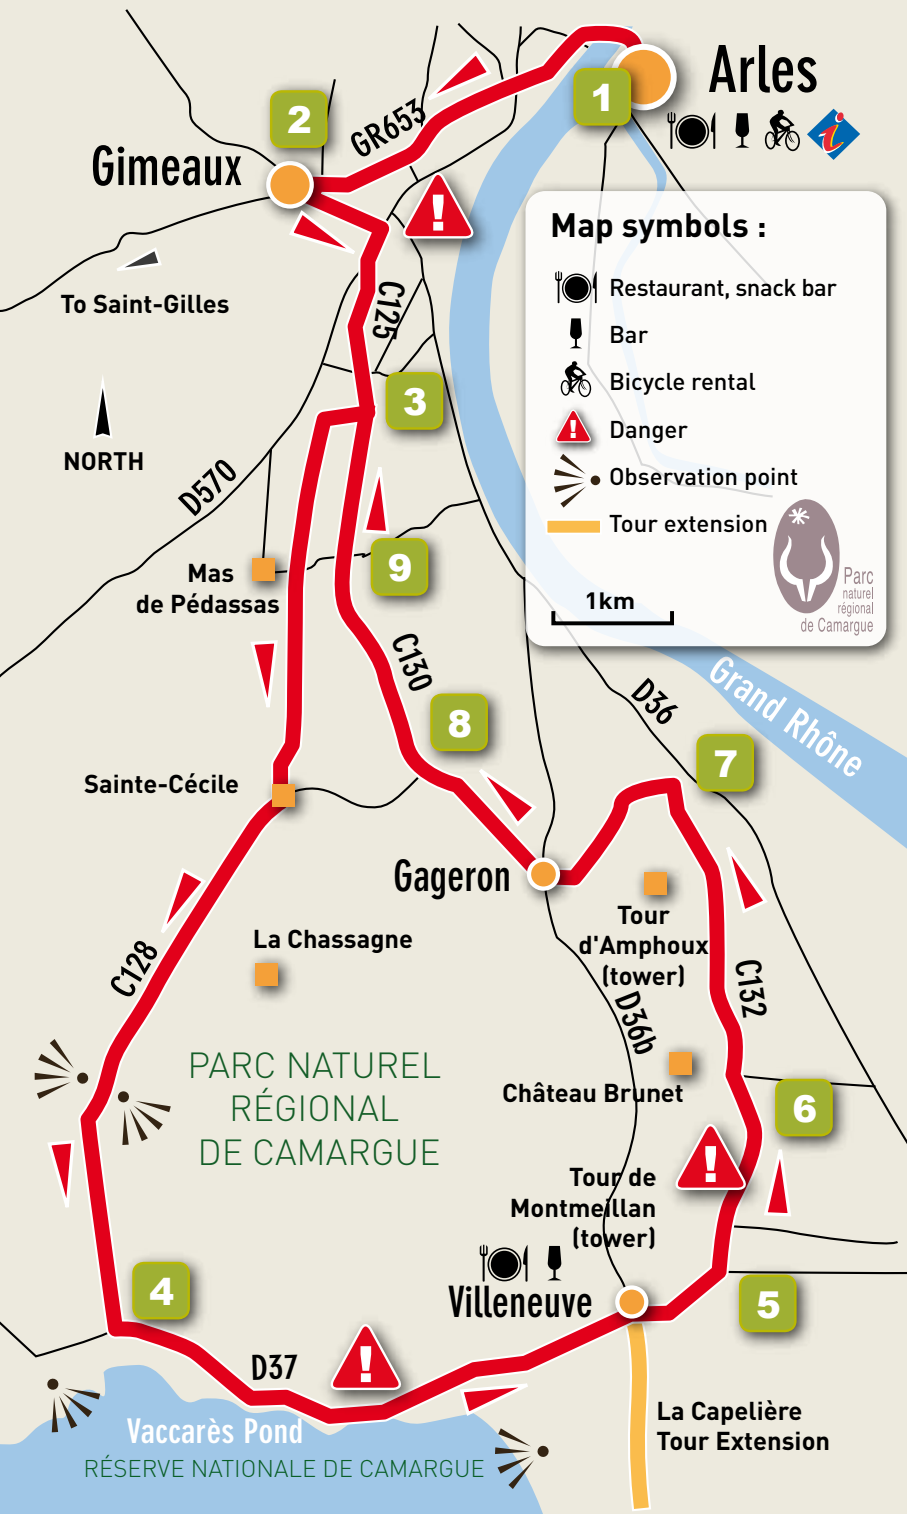 Arles
1
2
GR653
Gimeaux
To Saint-Gilles
C125
NORTH
3
D570
Map symbols :
Restaurant, snack bar
Bar
Bicycle rental
Danger
Observation point
Tour extension
1km
Parc
naturel
régional
de Camargue
9
Mas
de Pédassas
C130
D36
Grand Rhône
8
7
Sainte-Cécile
Gageron
Tour
d'Amphoux
(tower)
La Chassagne
C128
C132
D36b
PARC NATUREL
RÉGIONAL
DE CAMARGUE
Château Brunet
6
Tour de
Montmeillan
(tower)
4
Villeneuve
5
D37
La Capelière
Tour Extension
Vaccarès Pond
RÉSERVE NATIONALE DE CAMARGUE